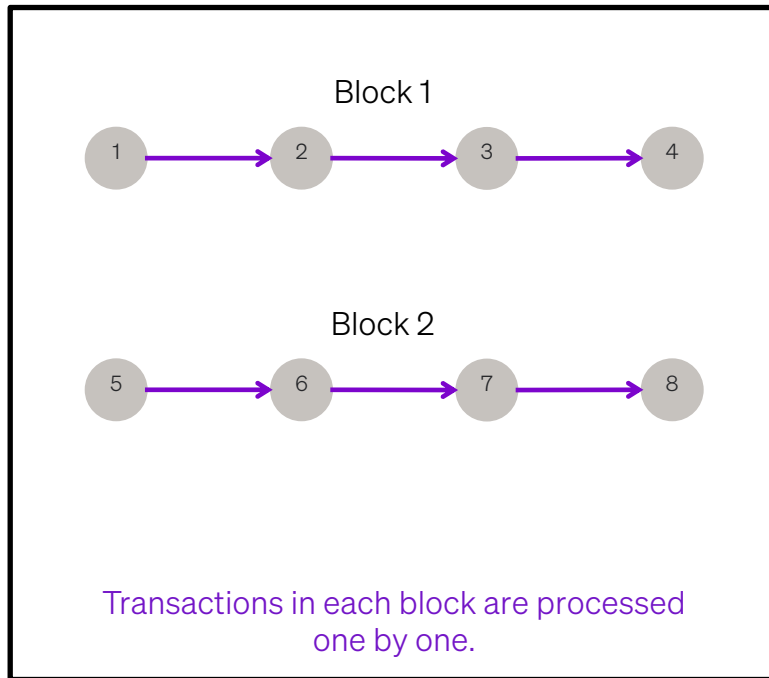 Block 1
1 2 3 4
Block 2
5 6 7 8
Transactions in each block are processed
one by one.